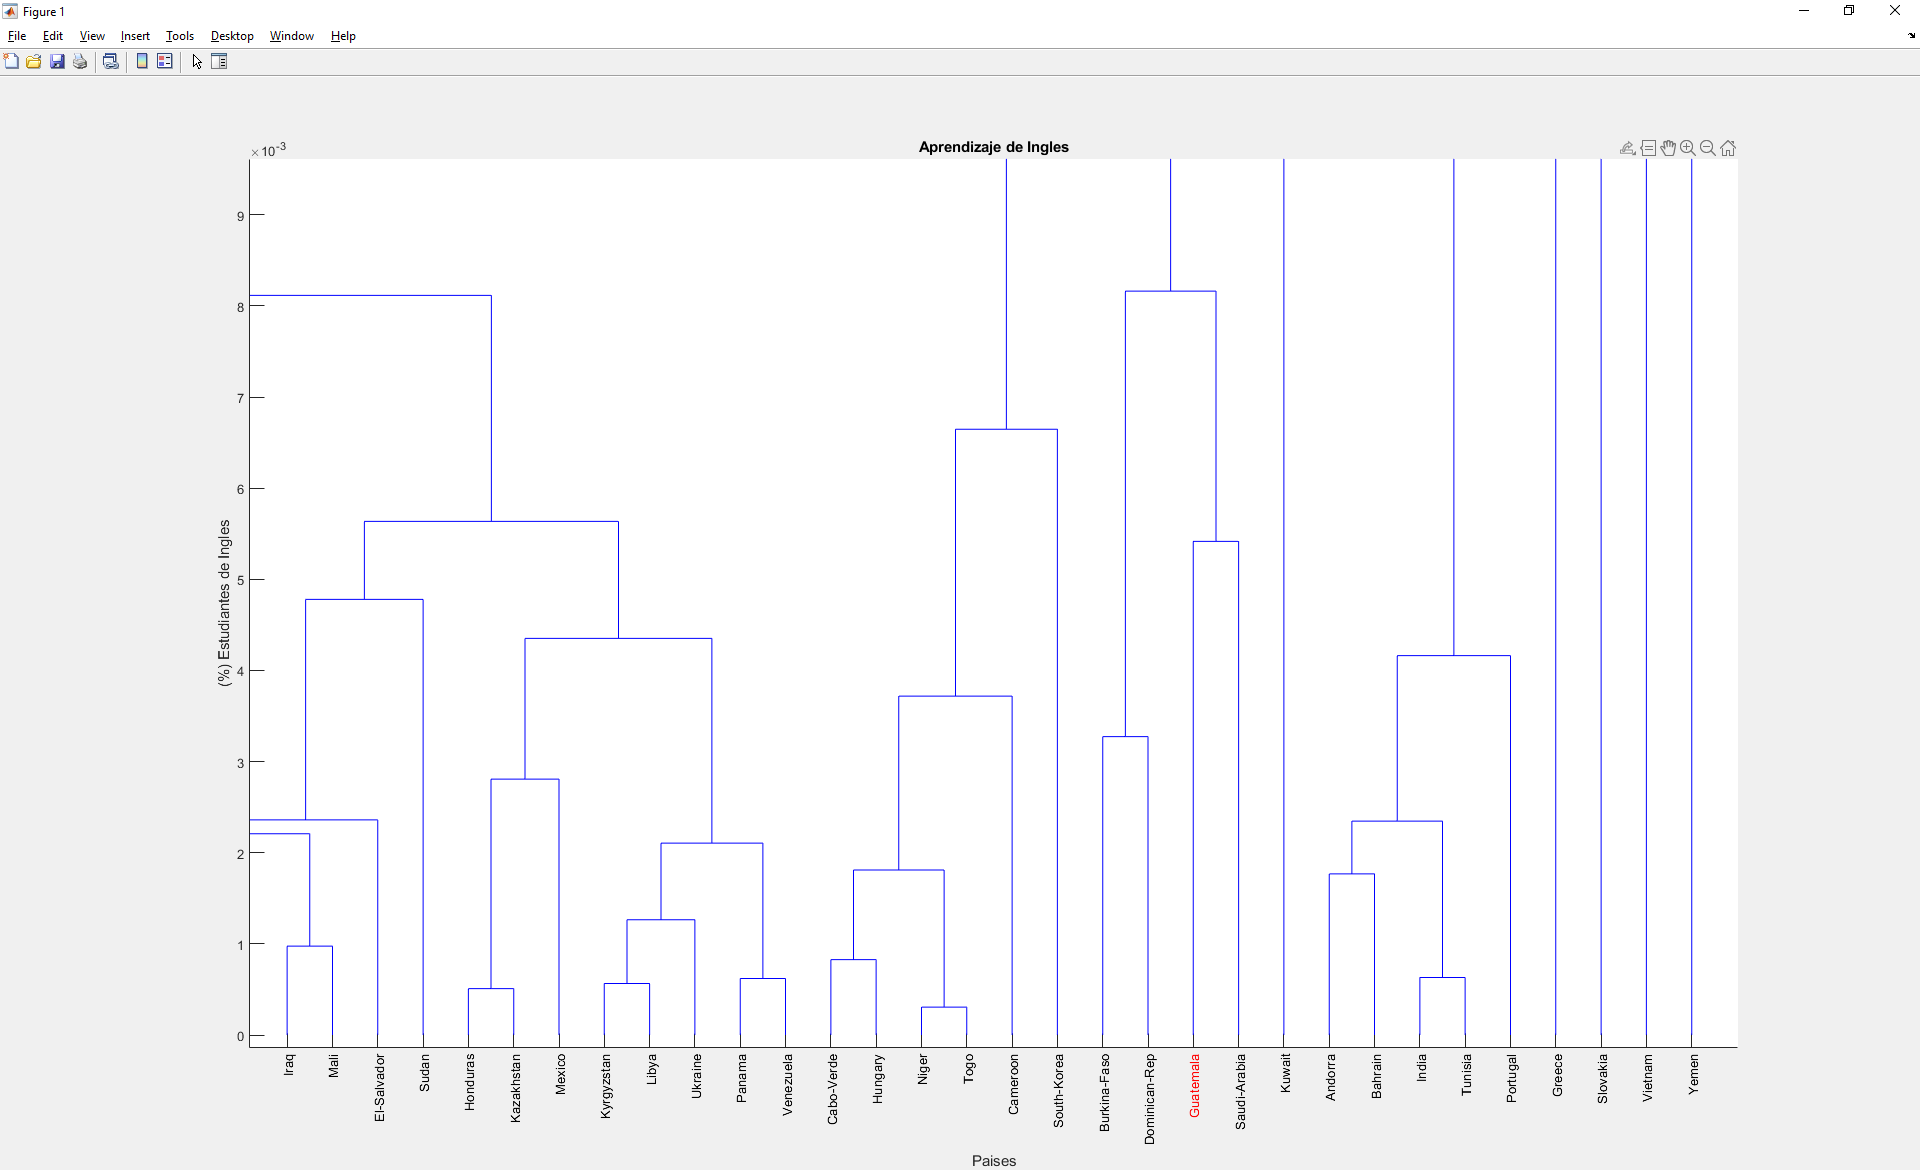 Figure 1
File Edit View Insert Tools Desktop Window Help
Aprendizaje de Ingles
×10-3
9
8
7
6
5
4
3
2
1
0
(%) Estudiantes de Ingles
Iraq
Mali
El-Salvador
Sudan
Honduras
Kazakhstan
Mexico
Kyrgyzstan
Libya
Ukraine
Panama
Venezuela
Cabo-Verde
Hungary
Niger
Togo
Cameroon
South-Korea
Burkina-Faso
Dominican-Rep
Guatemala
Saudi-Arabia
Kuwait
Andorra
Bahrain
India
Tunisia
Portugal
Greece
Slovakia
Vietnam
Yemen
Paises